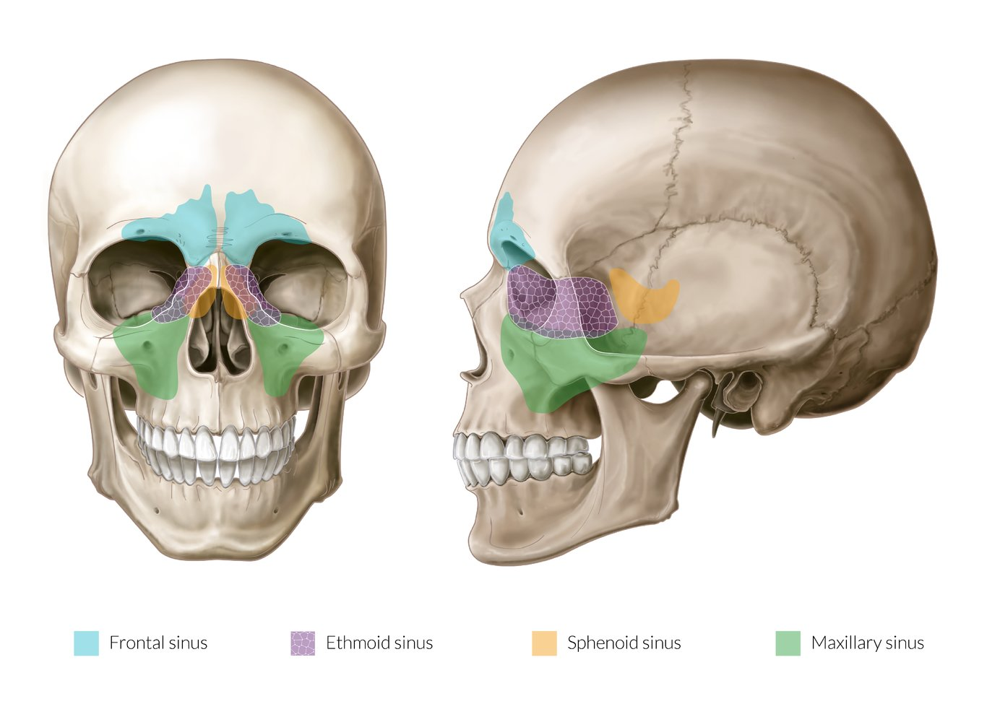 Frontal sinus
Ethmoid sinus
Sphenoid sinus
Maxillary sinus